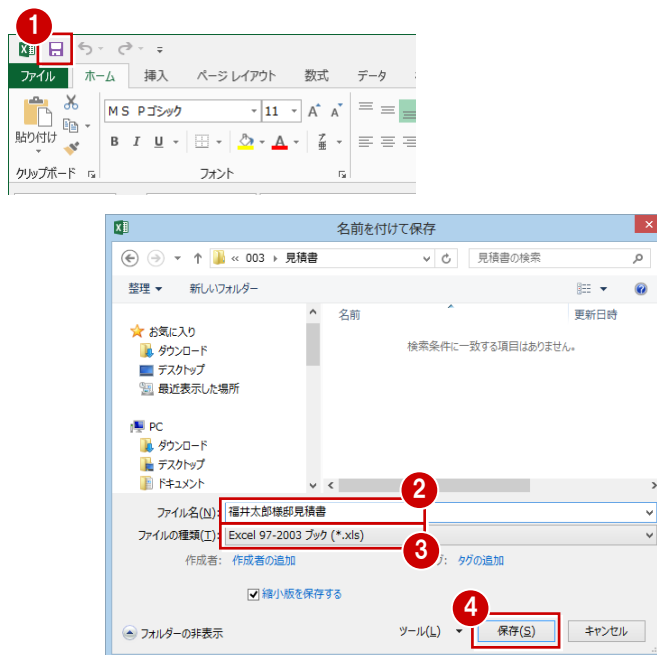 1
ファイル ホーム 挿入 ページ レイアウト 数式 データ
貼り付け
ＭＳ Ｐゴシック 11 A A
B I U A
クリップボード フォント
名前を付けて保存
« 003 見積書 見積書の検索
整理 新しいフォルダー
名前 更新日時
検索条件に一致する項目はありません。
お気に入り
ダウンロード
デスクトップ
最近表示した場所
PC
ダウンロード
デスクトップ
ドキュメント
2
ファイル名(N): 福井太郎様邸見積書
ファイルの種類(T): Excel 97-2003 ブック (*.xls)
3
作成者: 作成者の追加 グ: タグの追加
縮小版を保存する
4
フォルダーの非表示 ツール(L) 保存(S) キャンセル